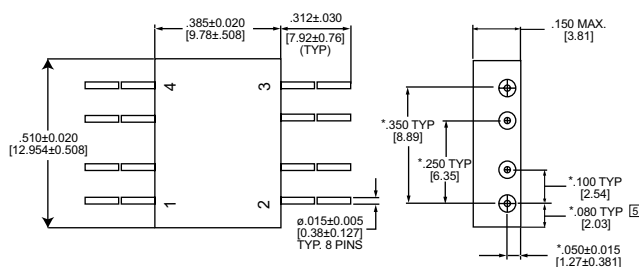 .385±0.020
[9.78±.508]
.312±.030
[7.92±0.76]
(TYP)
.150 MAX.
[3.81]
4
3
.510±0.020
[12.954±0.508]
*.350 TYP
[8.89]
*.250 TYP
[6.35]
*.100 TYP
[2.54]
1
2
*.080 TYP 5
[2.03]
ø.015±0.005
[0.38±0.127]
TYP. 8 PINS
*.050±0.015
[1.27±0.381]